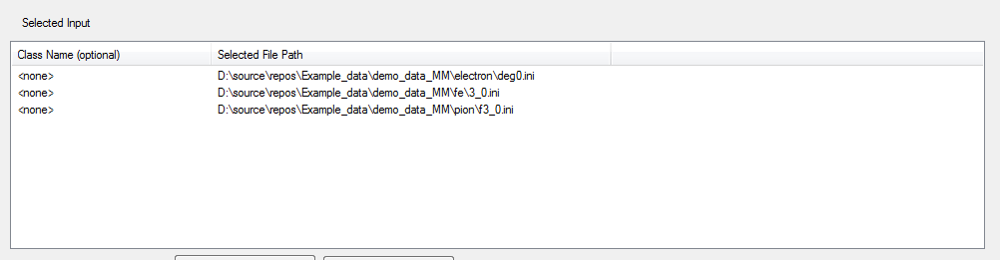 Selected Input
Class Name (optional) Selected File Path
<none> D:\source\repos\Example_data\demo_data_MM\electron\deg0.ini
<none> D:\source\repos\Example_data\demo_data_MM\fe\3_0.ini
<none> D:\source\repos\Example_data\demo_data_MM\pion\f3_0.ini